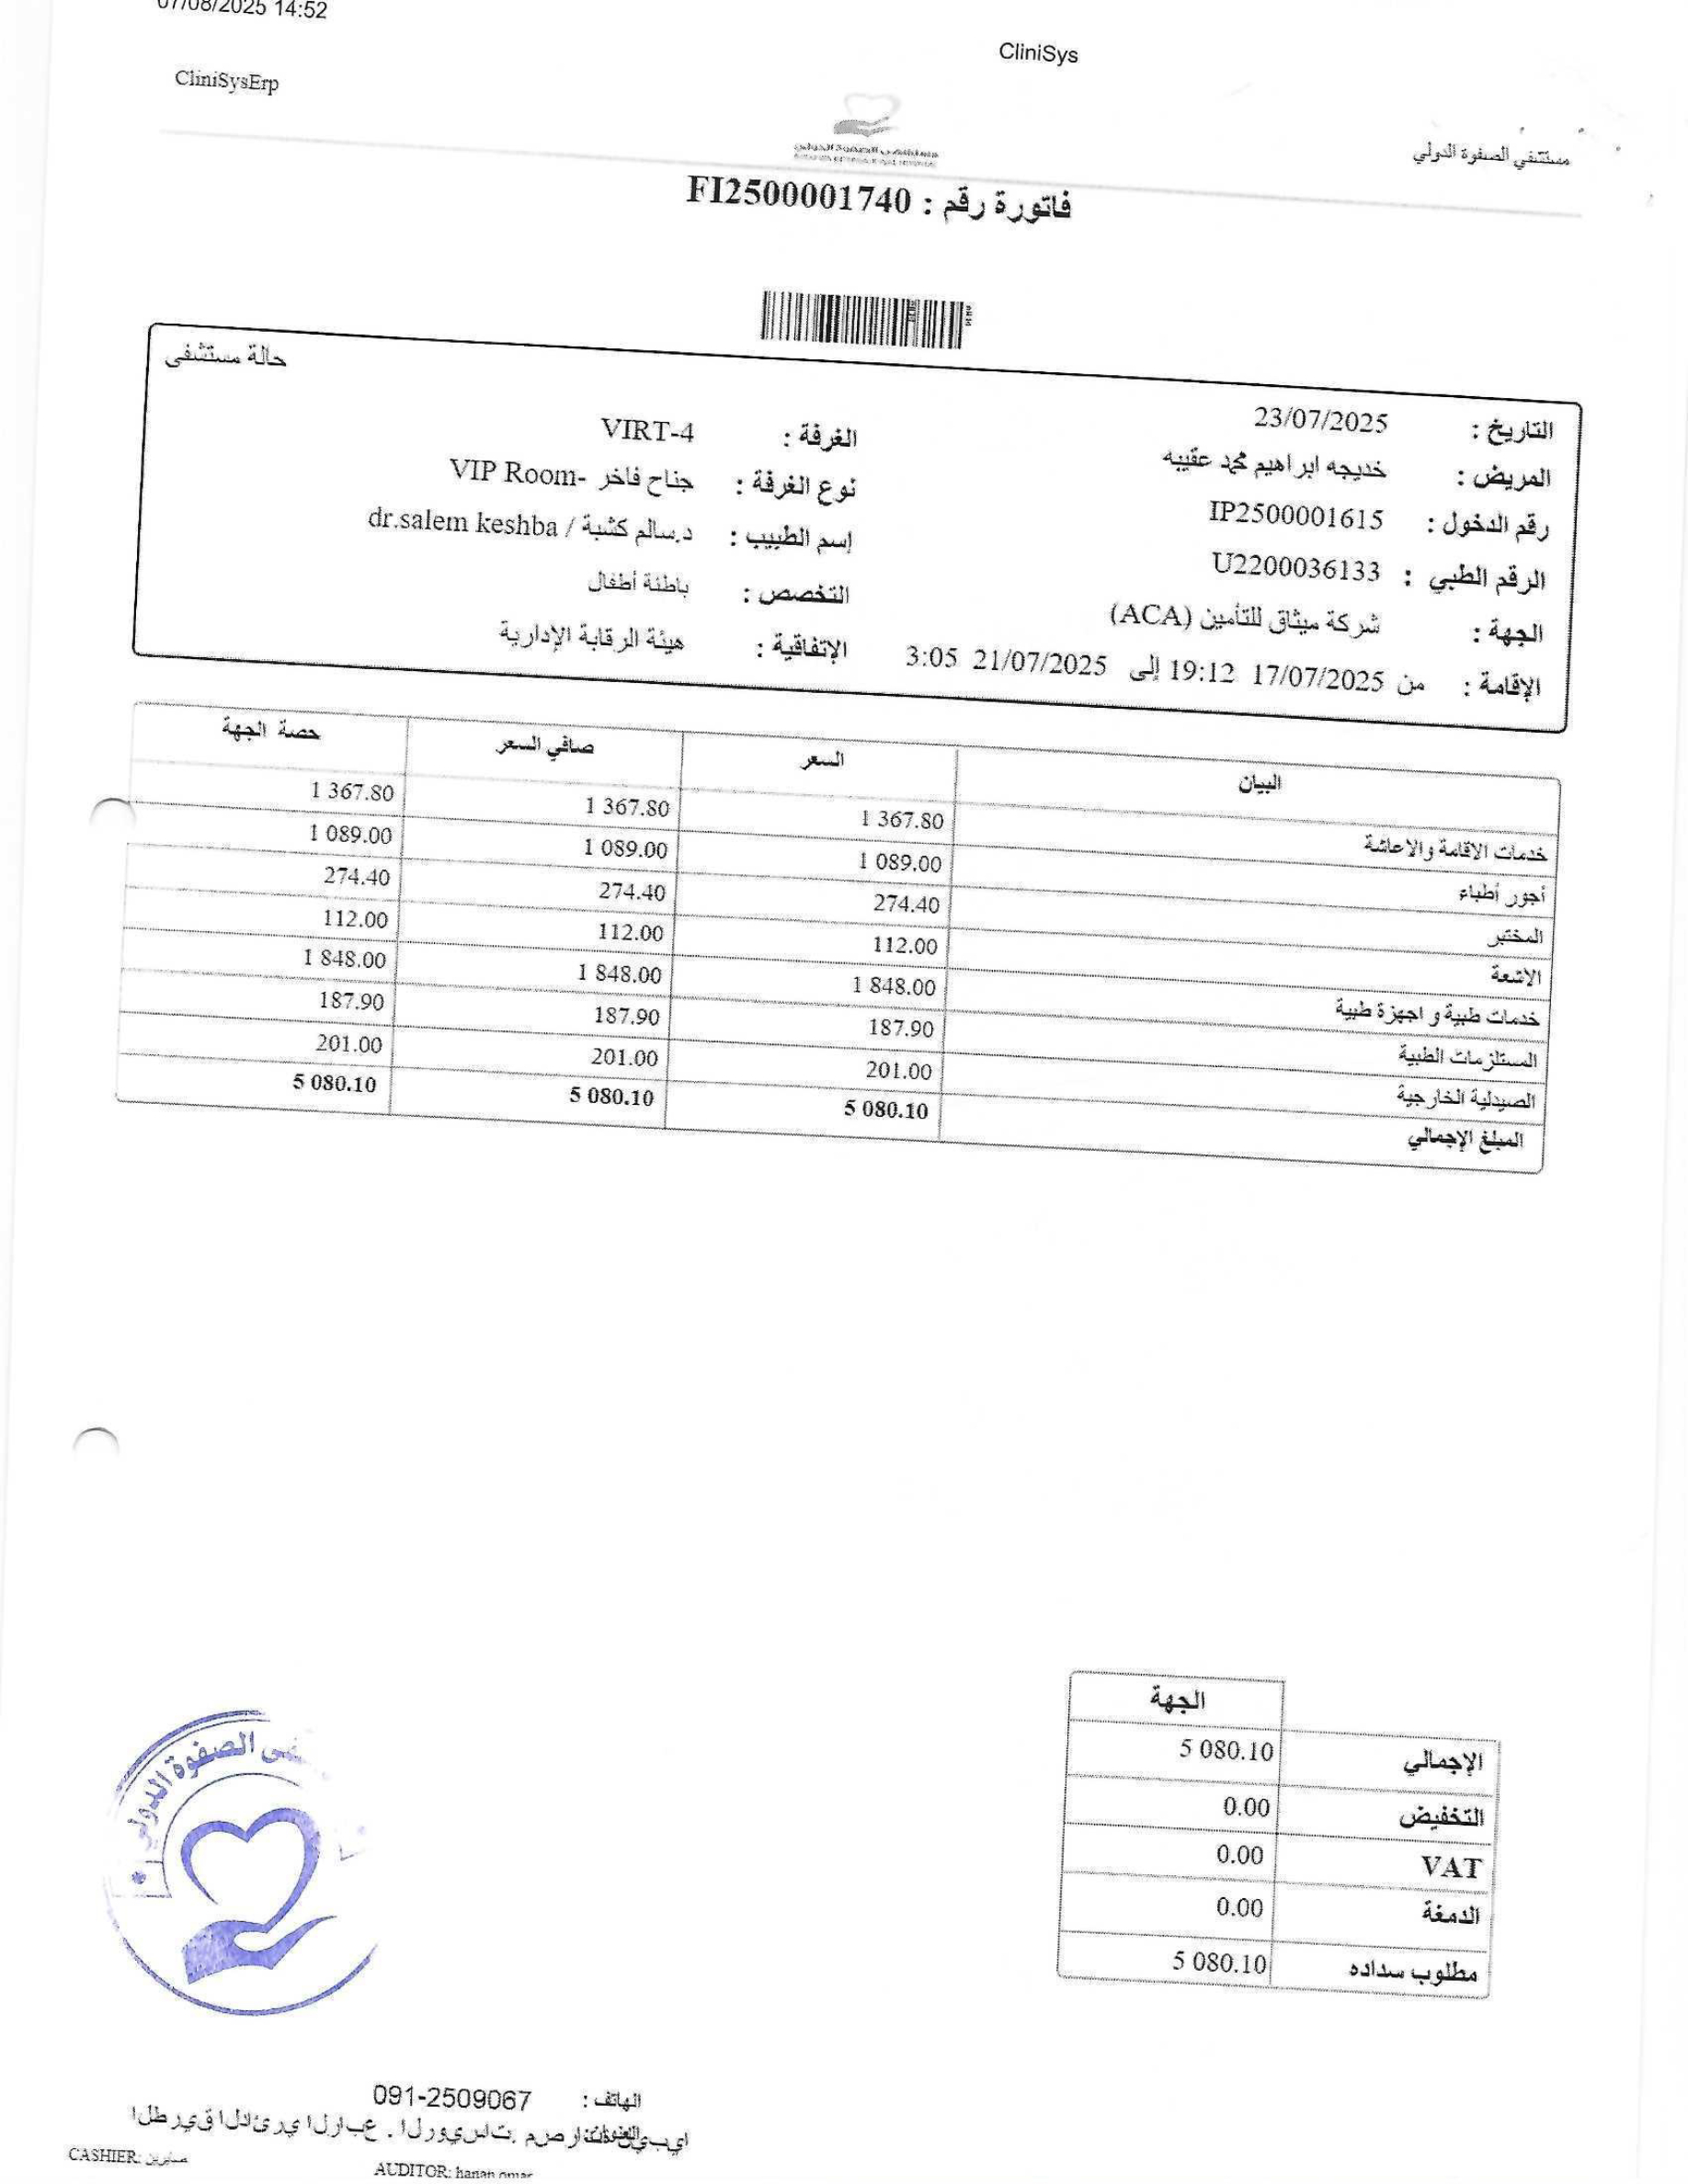 07/08/2025 14:52
CliniSys
CliniSysErp
مستشفي الصفوة الدولي
فاتورة رقم : FI2500001740
حالة مستشفى
التاريخ : 23/07/2025
الغرفة : VIRT-4
المريض : خديجه ابراهيم محمد عقيبه
نوع الغرفة : جناح فاخر -VIP Room
رقم الدخول : IP2500001615
إسم الطبيب : د.سالم كشبة / dr.salem keshba
الرقم الطبي : U2200036133
التخصص : باطنة أطفال
الجهة : شركة ميثاق للتأمين (ACA)
الإتفاقية : هيئة الرقابة الإدارية
الإقامة : من 17/07/2025 19:12 إلى 21/07/2025 3:05
البيان السعر صافي السعر حصة الجهة
خدمات الاقامة والاعاشة 1 367.80 1 367.80 1 367.80
أجور أطباء 1 089.00 1 089.00 1 089.00
المختبر 274.40 274.40 274.40
الاشعة 112.00 112.00 112.00
خدمات طبية و اجهزة طبية 1 848.00 1 848.00 1 848.00
المستلزمات الطبية 187.90 187.90 187.90
الصيدلية الخارجية 201.00 201.00 201.00
المبلغ الإجمالي 5 080.10 5 080.10 5 080.10
الجهة
الإجمالي 5 080.10
التخفيض 0.00
VAT 0.00
الدمغة 0.00
مطلوب سداده 5 080.10
الصفوة الدولي
الهاتف : 091-2509067
CASHIER: صابرين
AUDITOR: hanan omar